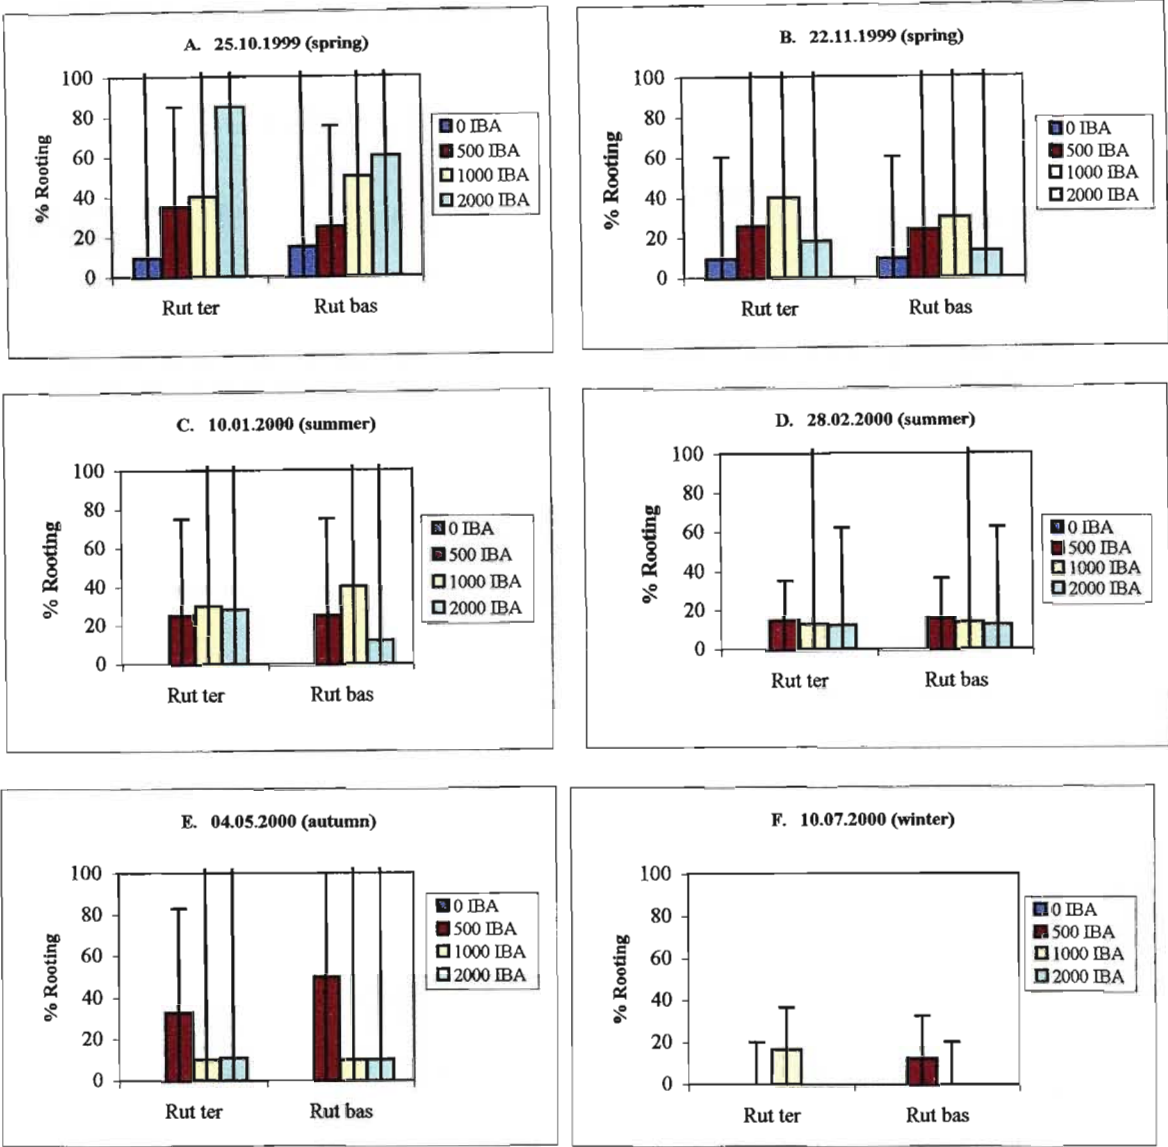 A. 25.10.1999 (spring)
% Rooting
100
80
60
40
20
0
Rut ter
Rut bas
0 IBA
500 IBA
1000 IBA
2000 IBA
B. 22.11.1999 (spring)
% Rooting
100
80
60
40
20
0
Rut ter
Rut bas
0 IBA
500 IBA
1000 IBA
2000 IBA
C. 10.01.2000 (summer)
% Rooting
100
80
60
40
20
0
Rut ter
Rut bas
0 IBA
500 IBA
1000 IBA
2000 IBA
D. 28.02.2000 (summer)
% Rooting
100
80
60
40
20
0
Rut ter
Rut bas
0 IBA
500 IBA
1000 IBA
2000 IBA
E. 04.05.2000 (autumn)
% Rooting
100
80
60
40
20
0
Rut ter
Rut bas
0 IBA
500 IBA
1000 IBA
2000 IBA
F. 10.07.2000 (winter)
% Rooting
100
80
60
40
20
0
Rut ter
Rut bas
0 IBA
500 IBA
1000 IBA
2000 IBA